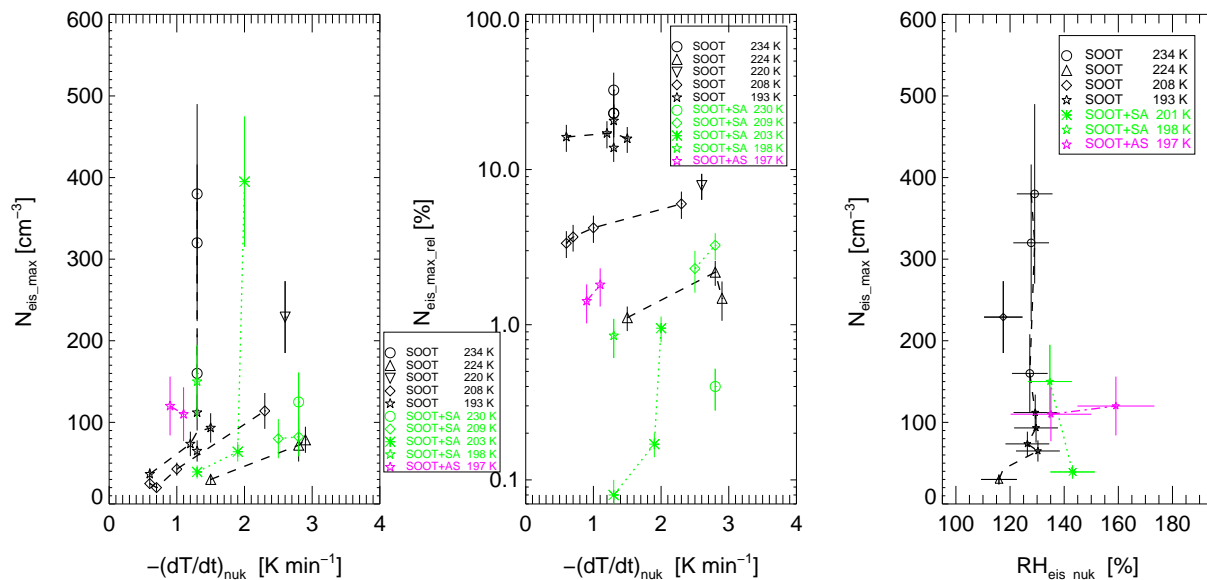 600
500
400
300
200
100
0
N_eis_max [cm⁻³]
0 1 2 3 4
−(dT/dt)_nuk [K min⁻¹]
SOOT 234 K
SOOT 224 K
SOOT 220 K
SOOT 208 K
SOOT 193 K
SOOT+SA 230 K
SOOT+SA 209 K
SOOT+SA 203 K
SOOT+SA 198 K
SOOT+AS 197 K
100.0
10.0
1.0
0.1
N_eis_max_rel [%]
0 1 2 3 4
−(dT/dt)_nuk [K min⁻¹]
SOOT 234 K
SOOT 224 K
SOOT 220 K
SOOT 208 K
SOOT 193 K
SOOT+SA 230 K
SOOT+SA 209 K
SOOT+SA 203 K
SOOT+SA 198 K
SOOT+AS 197 K
600
500
400
300
200
100
0
N_eis_max [cm⁻³]
100 120 140 160 180
RH_eis_nuk [%]
SOOT 234 K
SOOT 224 K
SOOT 208 K
SOOT 193 K
SOOT+SA 201 K
SOOT+SA 198 K
SOOT+AS 197 K